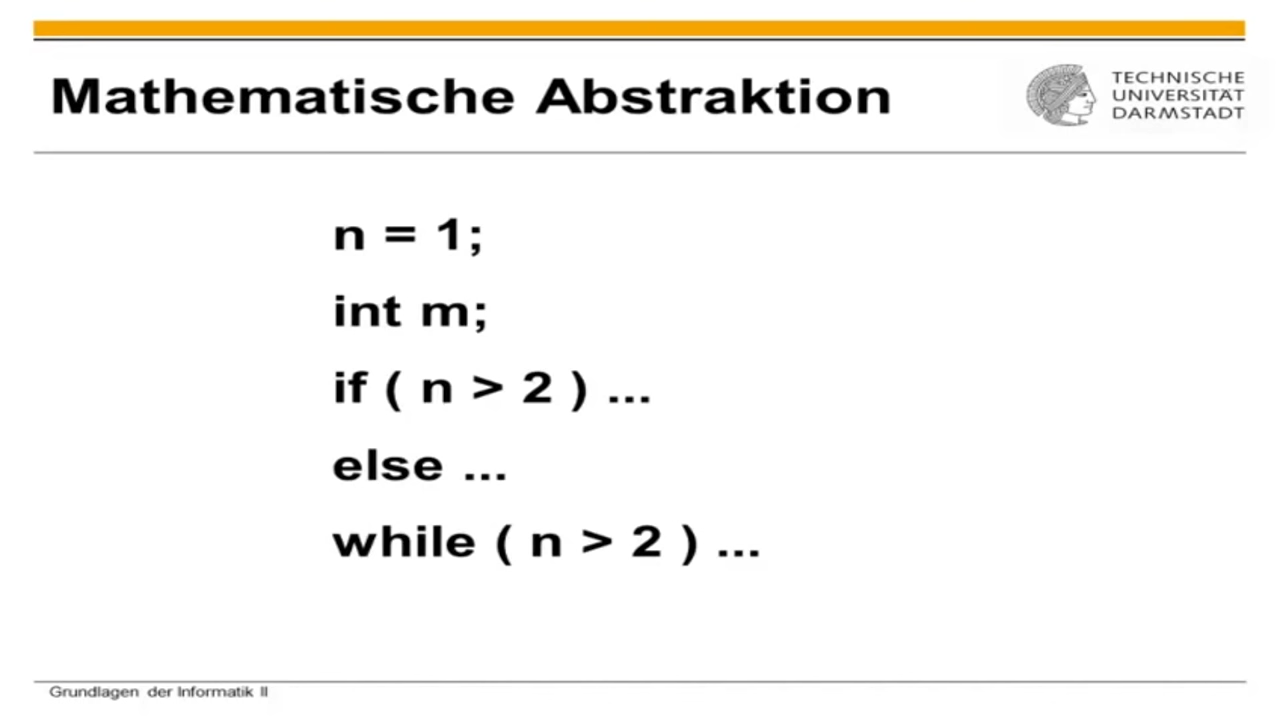 Mathematische Abstraktion
TECHNISCHE
UNIVERSITÄT
DARMSTADT
n = 1;
int m;
if ( n > 2 ) ...
else ...
while ( n > 2 ) ...
Grundlagen der Informatik II